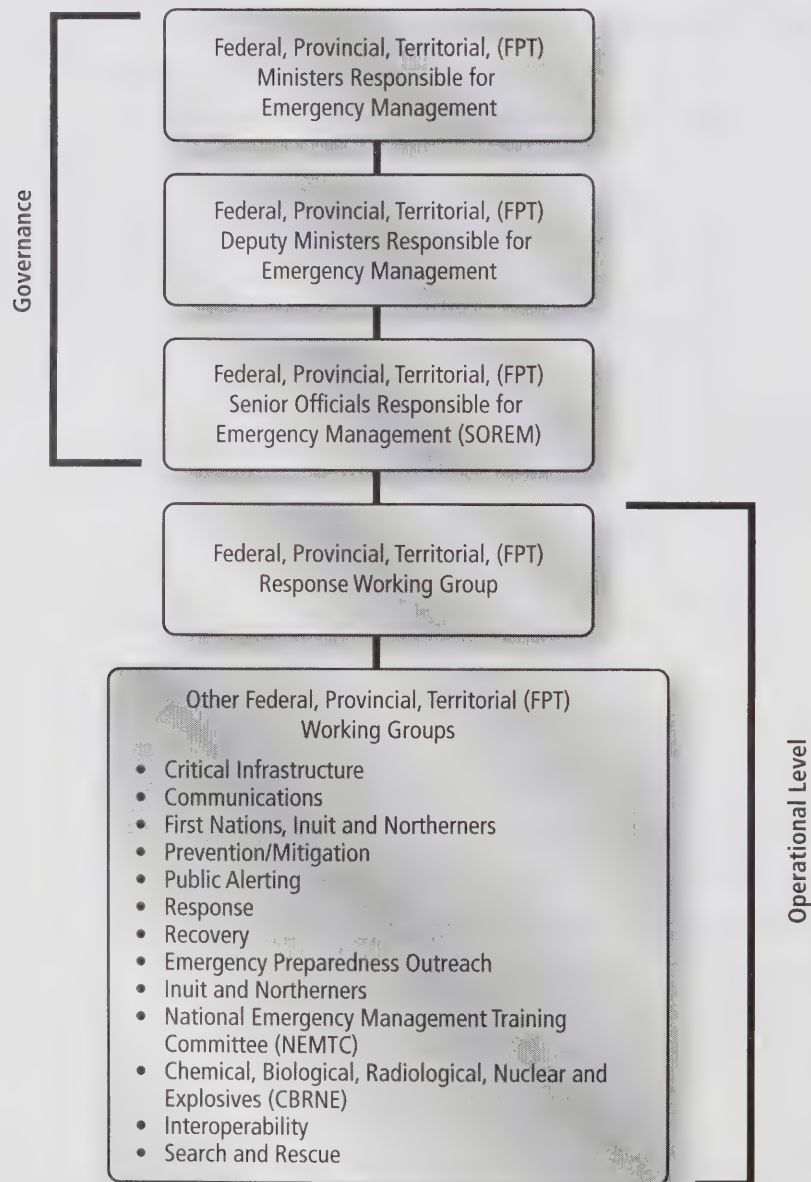 Governance
Federal, Provincial, Territorial, (FPT)
Ministers Responsible for
Emergency Management
Federal, Provincial, Territorial, (FPT)
Deputy Ministers Responsible for
Emergency Management
Federal, Provincial, Territorial, (FPT)
Senior Officials Responsible for
Emergency Management (SOREM)
Federal, Provincial, Territorial, (FPT)
Response Working Group
Operational Level
Other Federal, Provincial, Territorial (FPT)
Working Groups
• Critical Infrastructure
• Communications
• First Nations, Inuit and Northerners
• Prevention/Mitigation
• Public Alerting
• Response
• Recovery
• Emergency Preparedness Outreach
• Inuit and Northerners
• National Emergency Management Training
Committee (NEMTC)
• Chemical, Biological, Radiological, Nuclear and
Explosives (CBRNE)
• Interoperability
• Search and Rescue